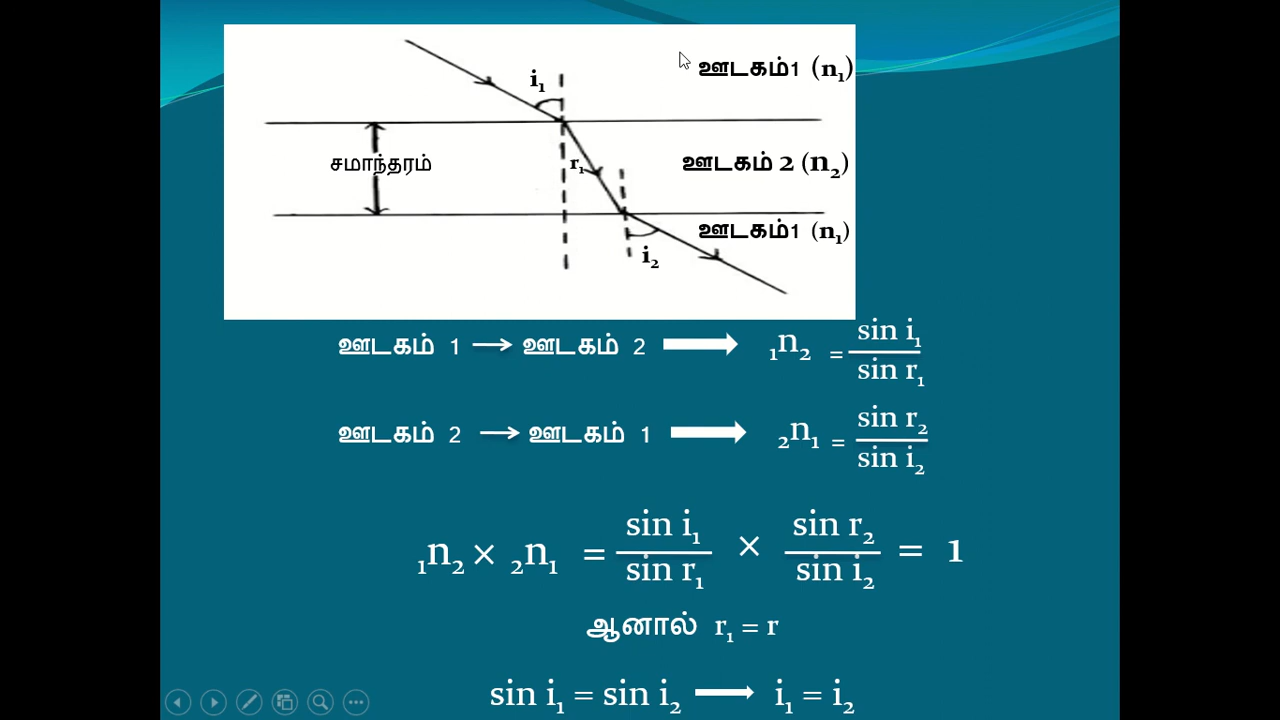 i₁
ஊடகம்1 (n₁)
சமாந்தரம்
r₁
ஊடகம் 2 (n₂)
ஊடகம்1 (n₁)
i₂
ஊடகம் 1 → ஊடகம் 2 ➡ ₁n₂ = sin i₁ / sin r₁
ஊடகம் 2 → ஊடகம் 1 ➡ ₂n₁ = sin r₂ / sin i₂
₁n₂ × ₂n₁ = sin i₁ / sin r₁ × sin r₂ / sin i₂ = 1
ஆனால் r₁ = r
sin i₁ = sin i₂ → i₁ = i₂